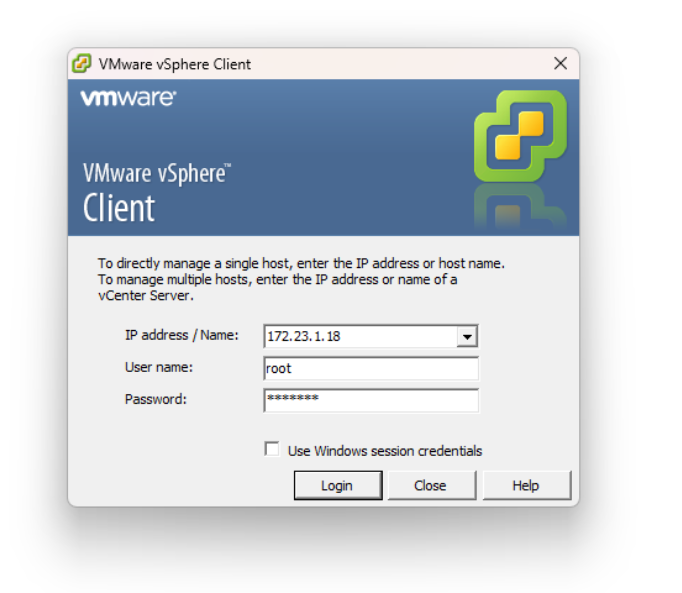 VMware vSphere Client
vmware®
VMware vSphere™
Client
To directly manage a single host, enter the IP address or host name.
To manage multiple hosts, enter the IP address or name of a
vCenter Server.
IP address / Name: 172.23.1.18
User name: root
Password: *******
Use Windows session credentials
Login Close Help